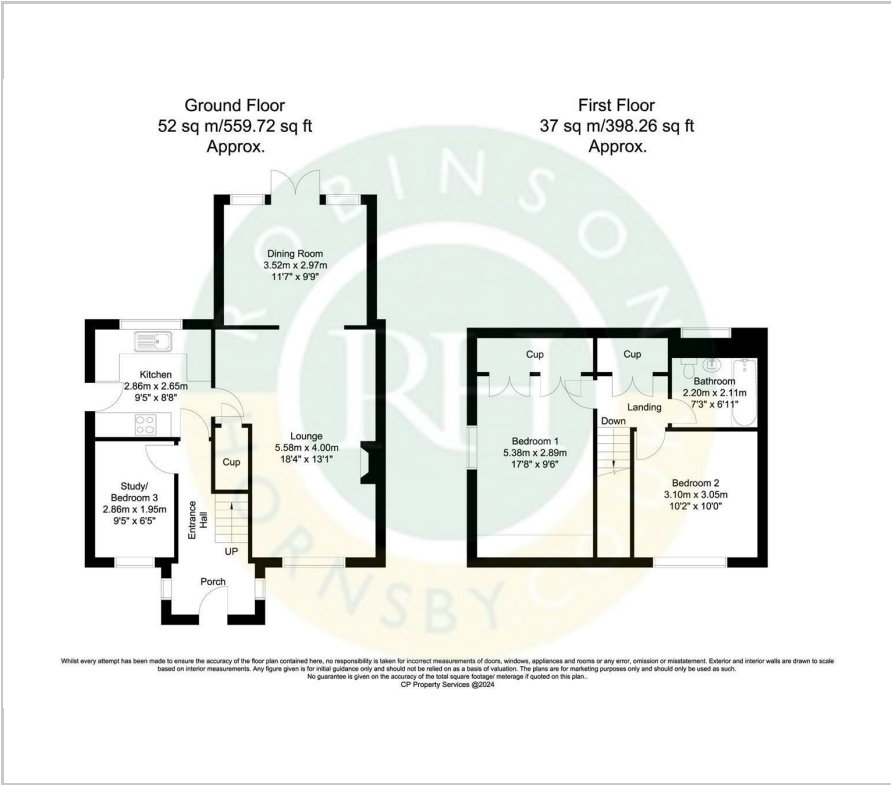 Ground Floor
52 sq m/559.72 sq ft
Approx.
First Floor
37 sq m/398.26 sq ft
Approx.
Dining Room
3.52m x 2.97m
11'7" x 9'9"
Kitchen
2.86m x 2.65m
9'5" x 8'8"
Lounge
5.58m x 4.00m
18'4" x 13'1"
Cup
Study/
Bedroom 3
2.86m x 1.95m
9'5" x 6'5"
Entrance
Hall
UP
Porch
Cup
Cup
Bathroom
2.20m x 2.11m
7'3" x 6'11"
Landing
Down
Bedroom 1
5.38m x 2.89m
17'8" x 9'6"
Bedroom 2
3.10m x 3.05m
10'2" x 10'0"
ROBINSON
RH
HORNSBY CO
Whilst every attempt has been made to ensure the accuracy of the floor plan contained here, no responsibility is taken for incorrect measurements of doors, windows, appliances and rooms or any error, omission or misstatement. Exterior and interior walls are drawn to scale
based on interior measurements. Any figure given is for initial guidance only and should not be relied on as a basis of valuation. The plans are for marketing purposes only and should only be used as such.
No guarantee is given on the accuracy of the total square footage/ meterage if quoted on this plan..
CP Property Services @2024